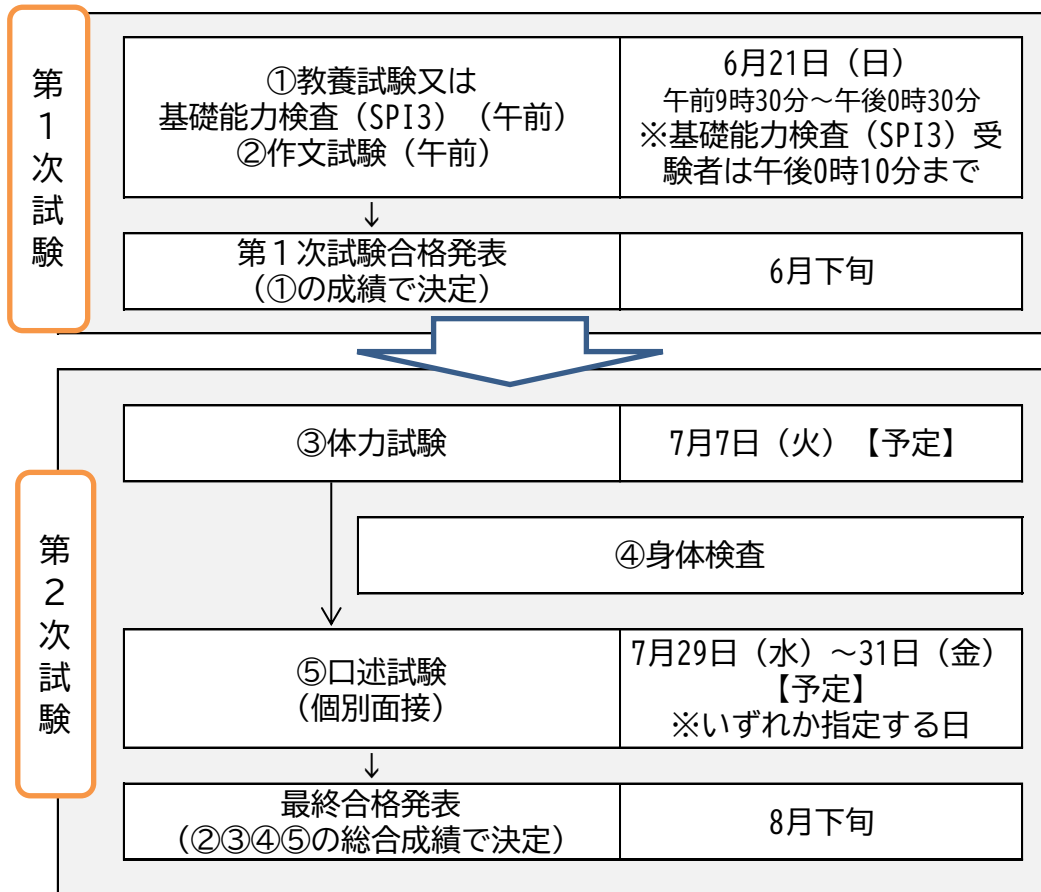 第1次試験
①教養試験又は
基礎能力検査（SPI3）（午前）
②作文試験（午前）
6月21日（日）
午前9時30分～午後0時30分
※基礎能力検査（SPI3）受
験者は午後0時10分まで
↓
第１次試験合格発表
（①の成績で決定）
6月下旬
第2次試験
③体力試験
7月7日（火）【予定】
④身体検査
⑤口述試験
（個別面接）
7月29日（水）～31日（金）
【予定】
※いずれか指定する日
↓
最終合格発表
（②③④⑤の総合成績で決定）
8月下旬